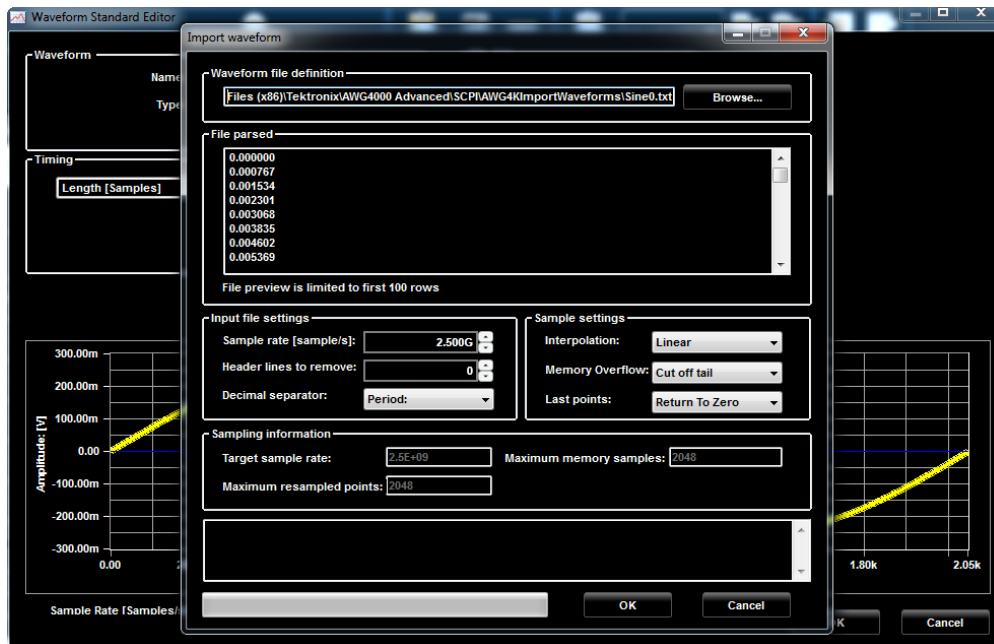 Waveform Standard Editor
Import waveform
Waveform
Name
Type
Timing
Length [Samples]
Waveform file definition
Files (x86)\Tektronix\AWG4000 Advanced\SCPI\AWG4KImportWaveforms\Sine0.txt
Browse...
File parsed
0.000000
0.000767
0.001534
0.002301
0.003068
0.003835
0.004602
0.005369
File preview is limited to first 100 rows
Input file settings
Sample rate [sample/s]: 2.500G
Header lines to remove: 0
Decimal separator: Period:
Sample settings
Interpolation: Linear
Memory Overflow: Cut off tail
Last points: Return To Zero
Sampling information
Target sample rate: 2.5E+09
Maximum memory samples: 2048
Maximum resampled points: 2048
OK Cancel
Amplitude: [V]
300.00m
200.00m
100.00m
0.00
-100.00m
-200.00m
-300.00m
0.00
1.80k
2.05k
Sample Rate [Samples/
K
Cancel